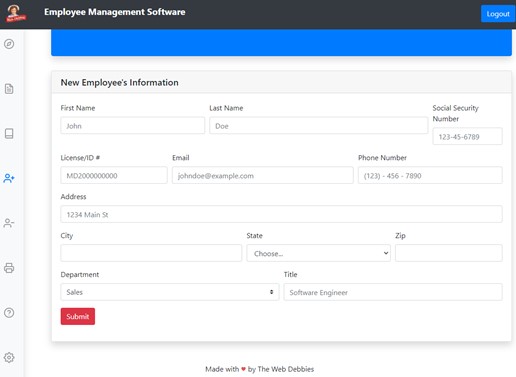 Employee Management Software
Logout
New Employee's Information
First Name
Last Name
Social Security
Number
John
Doe
123-45-6789
License/ID #
Email
Phone Number
MD2000000000
johndoe@example.com
(123) - 456 - 7890
Address
1234 Main St
City
State
Zip
Choose...
Department
Title
Sales
Software Engineer
Submit
Made with ♥ by The Web Debbies